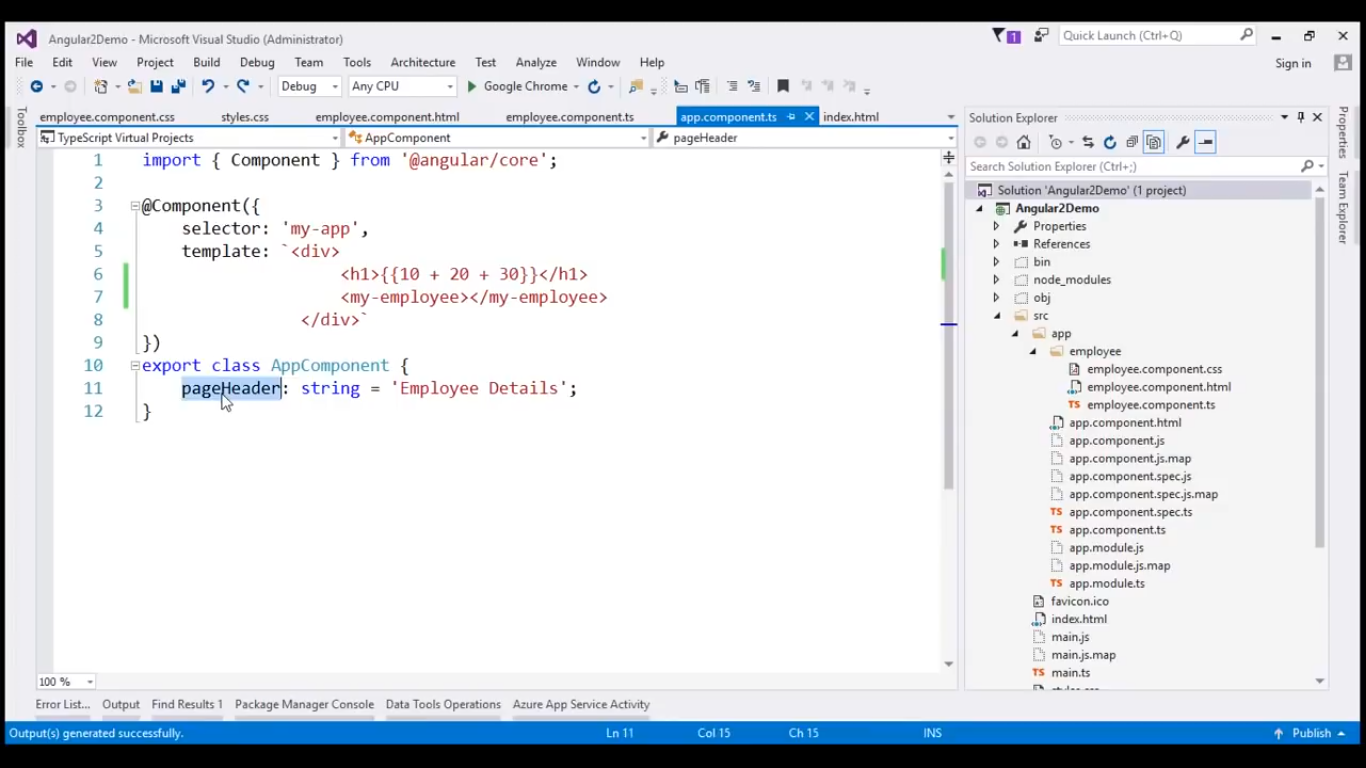 Angular2Demo - Microsoft Visual Studio (Administrator)
1
Quick Launch (Ctrl+Q)
File Edit View Project Build Debug Team Tools Architecture Test Analyze Window Help
Sign in
Debug Any CPU Google Chrome
Toolbox
employee.component.css styles.css employee.component.html employee.component.ts app.component.ts index.html
TypeScript Virtual Projects AppComponent pageHeader
1 import { Component } from '@angular/core';
2
3 @Component({
4 selector: 'my-app',
5 template: `<div>
6 <h1>{{10 + 20 + 30}}</h1>
7 <my-employee></my-employee>
8 </div>`
9 })
10 export class AppComponent {
11 pageHeader: string = 'Employee Details';
12 }
100 %
Solution Explorer
Search Solution Explorer (Ctrl+;)
Solution 'Angular2Demo' (1 project)
Angular2Demo
Properties
References
bin
node_modules
obj
src
app
employee
employee.component.css
employee.component.html
TS employee.component.ts
app.component.html
app.component.js
app.component.js.map
app.component.spec.js
app.component.spec.js.map
TS app.component.spec.ts
TS app.component.ts
app.module.js
app.module.js.map
TS app.module.ts
favicon.ico
index.html
main.js
main.js.map
TS main.ts
styles.css
Properties
Team Explorer
Error List... Output Find Results 1 Package Manager Console Data Tools Operations Azure App Service Activity
Output(s) generated successfully. Ln 11 Col 15 Ch 15 INS Publish